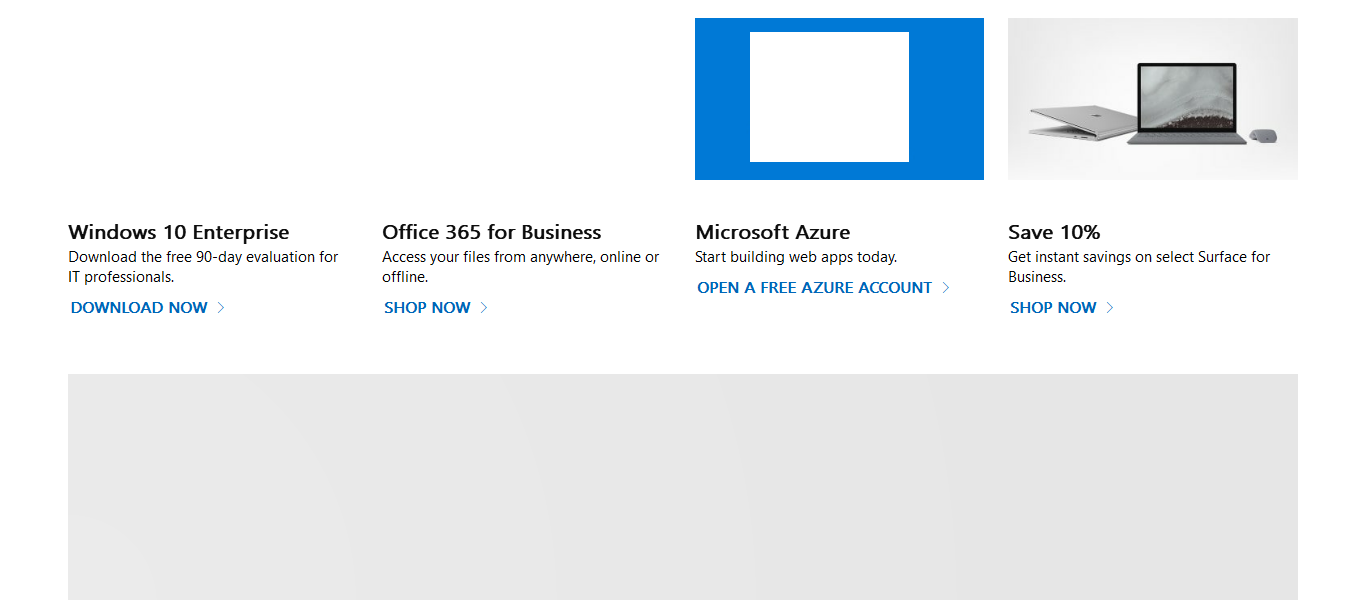 Windows 10 Enterprise
Download the free 90-day evaluation for
IT professionals.
DOWNLOAD NOW
Office 365 for Business
Access your files from anywhere, online or
offline.
SHOP NOW
Microsoft Azure
Start building web apps today.
OPEN A FREE AZURE ACCOUNT
Save 10%
Get instant savings on select Surface for
Business.
SHOP NOW